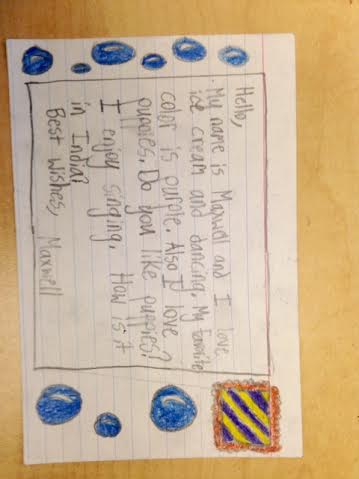 Hello,
My name is Maxwell and I love
ice cream and dancing. My favorite
color is purple. Also I love
puppies. Do you like puppies?
I enjoy singing. How is it
in India?
Best wishes, Maxwell